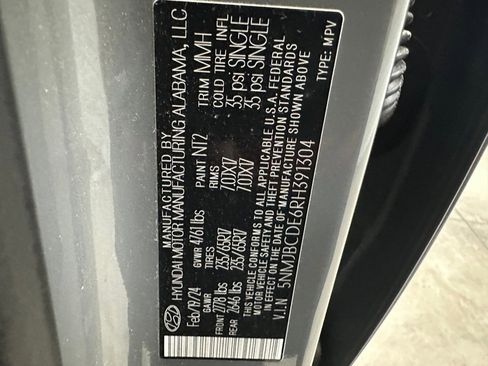 MANUFACTURED BY
HYUNDAI MOTOR MANUFACTURING ALABAMA, LLC
Feb/19/24 GVWR 4761 lbs PAINT NT2 TRIM MMH
GAWR TIRES RIMS COLD TIRE INFL
FRONT 2778 lbs 235/65R17 7.0JX17 35 psi SINGLE
REAR 2646 lbs 235/65R17 7.0JX17 35 psi SINGLE
THIS VEHICLE CONFORMS TO ALL APPLICABLE U.S.A. FEDERAL
MOTOR VEHICLE SAFETY AND THEFT PREVENTION STANDARDS
IN EFFECT ON THE DATE OF MANUFACTURE SHOWN ABOVE
V.I.N 5NMJBCDE6RH391304 TYPE: MPV